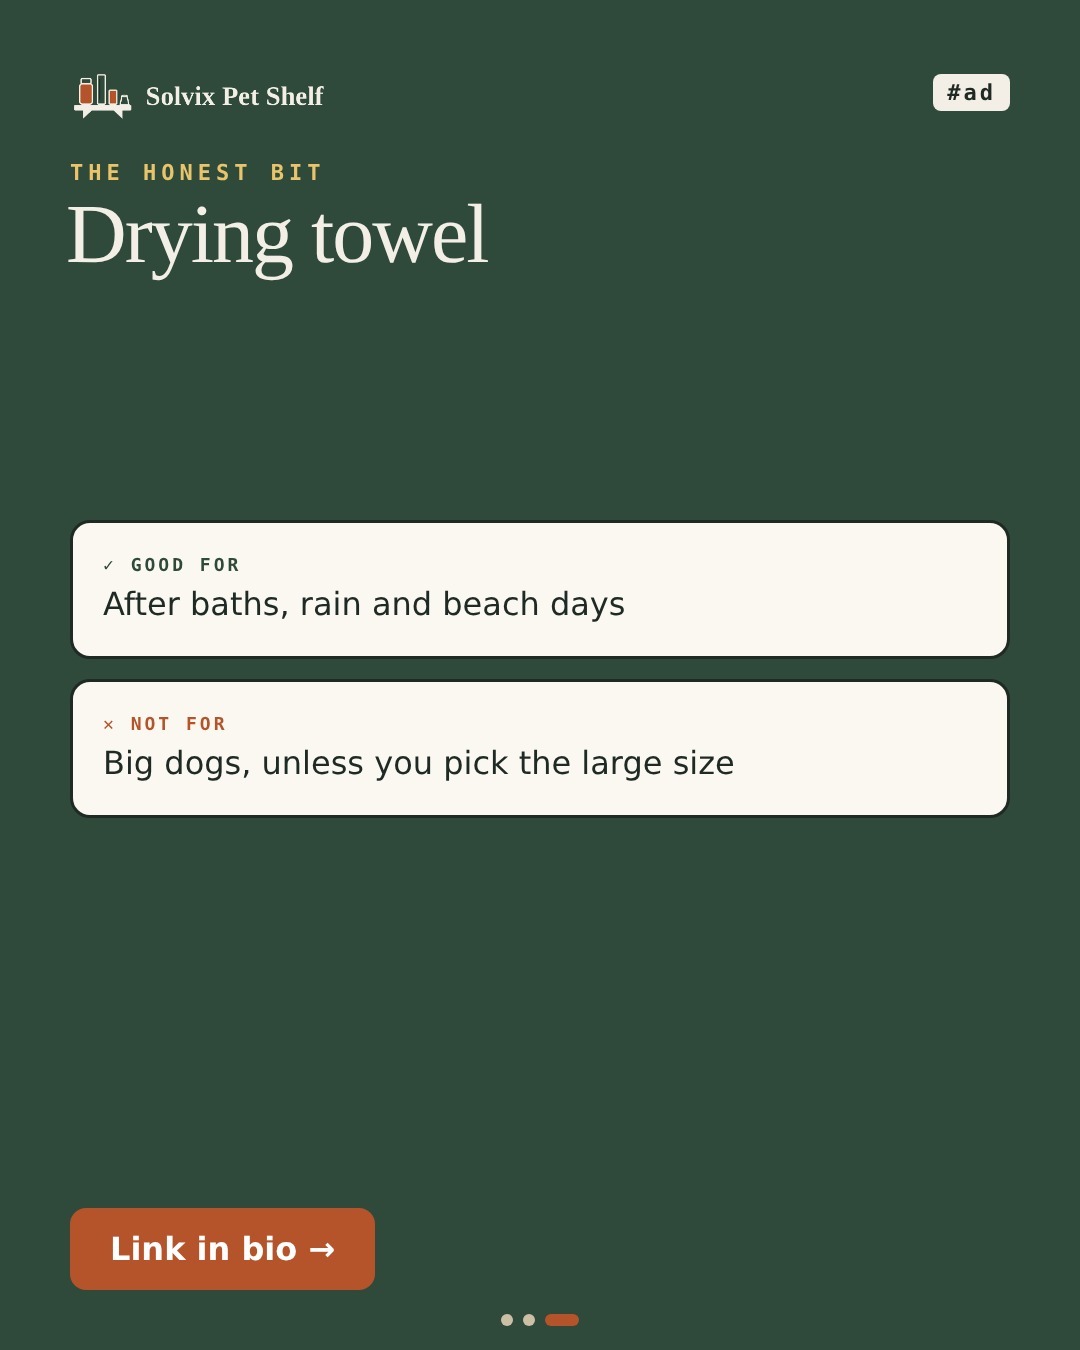 Solvix Pet Shelf
#ad
THE HONEST BIT
Drying towel
✓ GOOD FOR
After baths, rain and beach days
✕ NOT FOR
Big dogs, unless you pick the large size
Link in bio →